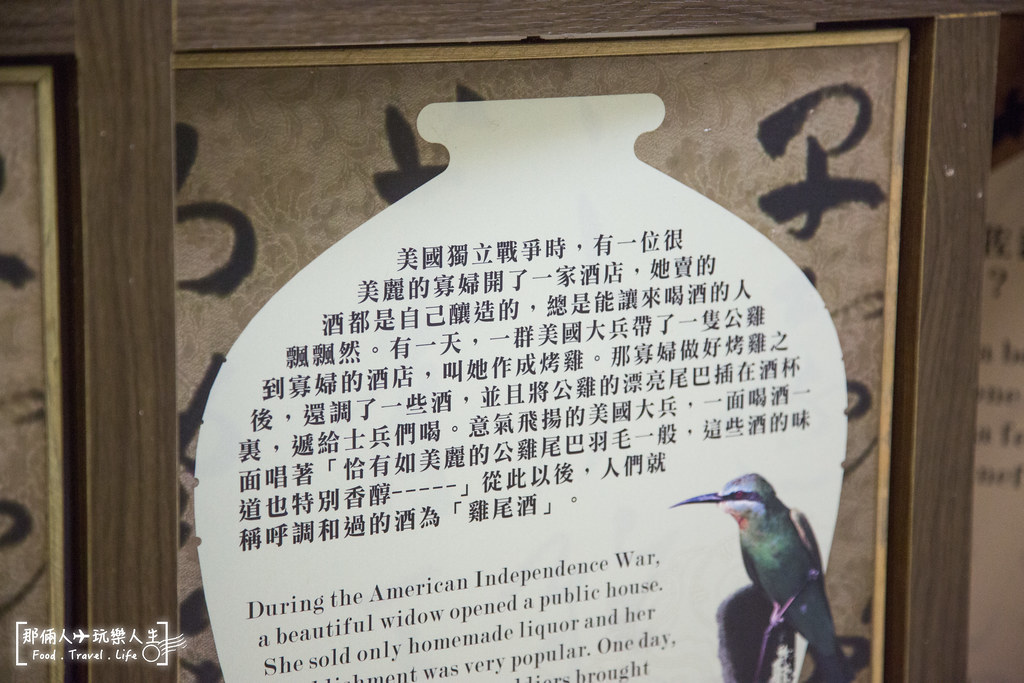 美國獨立戰爭時，有一位很
美麗的寡婦開了一家酒店，她賣的
酒都是自己釀造的，總是能讓來喝酒的人
飄飄然。有一天，一群美國大兵帶了一隻公雞
到寡婦的酒店，叫她作成烤雞。那寡婦做好烤雞之
後，還調了一些酒，並且將公雞的漂亮尾巴插在酒杯
裏，遞給士兵們喝。意氣飛揚的美國大兵，一面喝酒一
面唱著「恰有如美麗的公雞尾巴羽毛一般，這些酒的味
道也特別香醇-----」從此以後，人們就
稱呼調和過的酒為「雞尾酒」。
During the American Independence War,
a beautiful widow opened a public house.
She sold only homemade liquor and her
was very popular. One day,
brought
子
那倆人玩樂人生
Food . Travel . Life